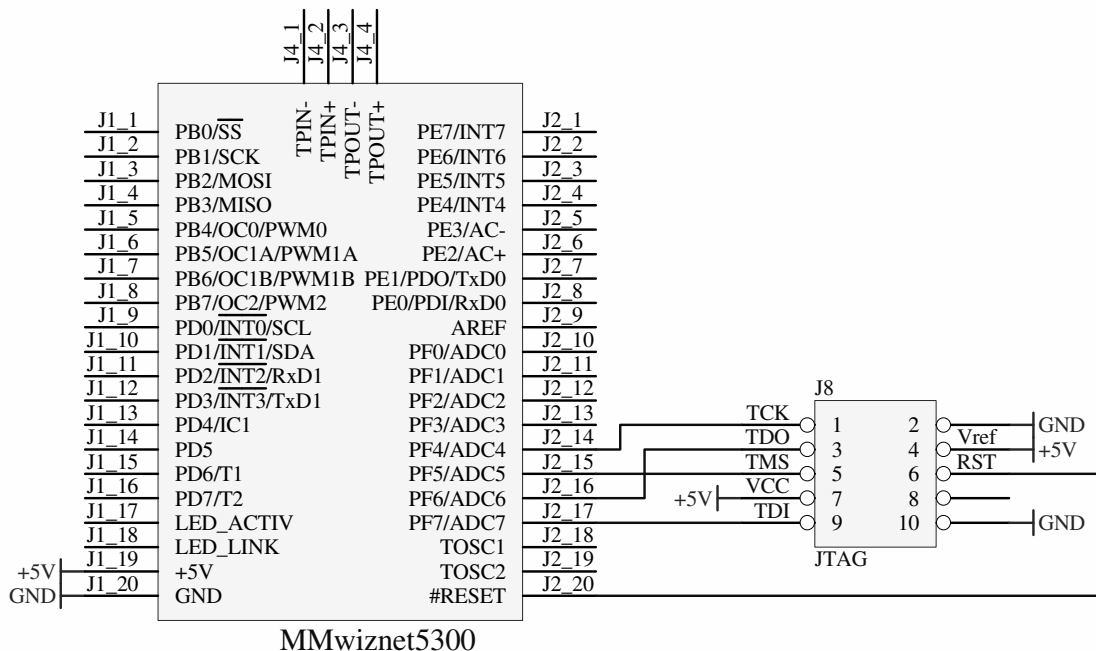 J4_1
J4_2
J4_3
J4_4
TPIN-
TPIN+
TPOUT-
TPOUT+
J1_1 PB0/SS PE7/INT7 J2_1
J1_2 PB1/SCK PE6/INT6 J2_2
J1_3 PB2/MOSI PE5/INT5 J2_3
J1_4 PB3/MISO PE4/INT4 J2_4
J1_5 PB4/OC0/PWM0 PE3/AC- J2_5
J1_6 PB5/OC1A/PWM1A PE2/AC+ J2_6
J1_7 PB6/OC1B/PWM1B PE1/PDO/TxD0 J2_7
J1_8 PB7/OC2/PWM2 PE0/PDI/RxD0 J2_8
J1_9 PD0/INT0/SCL AREF J2_9
J1_10 PD1/INT1/SDA PF0/ADC0 J2_10
J1_11 PD2/INT2/RxD1 PF1/ADC1 J2_11
J1_12 PD3/INT3/TxD1 PF2/ADC2 J2_12
J1_13 PD4/IC1 PF3/ADC3 J2_13
J1_14 PD5 PF4/ADC4 J2_14
J1_15 PD6/T1 PF5/ADC5 J2_15
J1_16 PD7/T2 PF6/ADC6 J2_16
J1_17 LED_ACTIV PF7/ADC7 J2_17
J1_18 LED_LINK TOSC1 J2_18
+5V J1_19 +5V TOSC2 J2_19
GND J1_20 GND #RESET J2_20
MMwiznet5300
J8
TCK 1 2 GND
TDO 3 4 Vref +5V
TMS 5 6 RST
+5V VCC 7 8
TDI 9 10 GND
JTAG